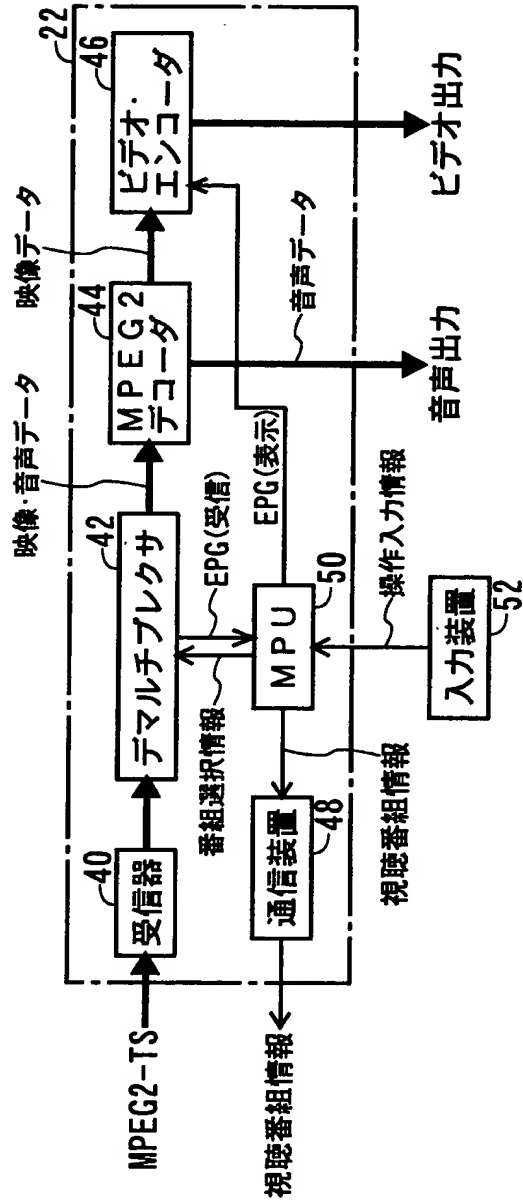 22
MPEG2-TS
受信器
40
デマルチプレクサ
42
映像・音声データ
MPEG2
デコーダ
44
映像データ
ビデオ・
エンコーダ
46
番組選択情報
EPG(受信)
EPG(表示)
音声データ
視聴番組情報
通信装置
48
視聴番組情報
MPU
50
操作入力情報
入力装置
52
音声出力
ビデオ出力